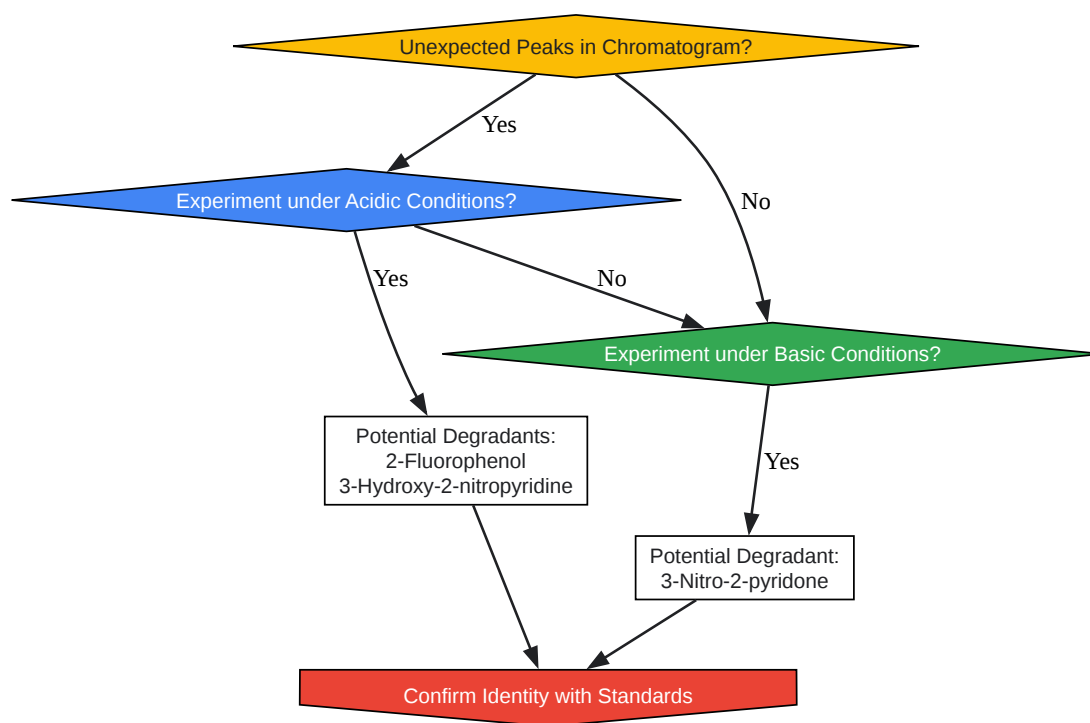 Unexpected Peaks in Chromatogram?
Yes
No
Experiment under Acidic Conditions?
Yes
No
Experiment under Basic Conditions?
Potential Degradants:
2-Fluorophenol
3-Hydroxy-2-nitropyridine
Yes
Potential Degradant:
3-Nitro-2-pyridone
Confirm Identity with Standards